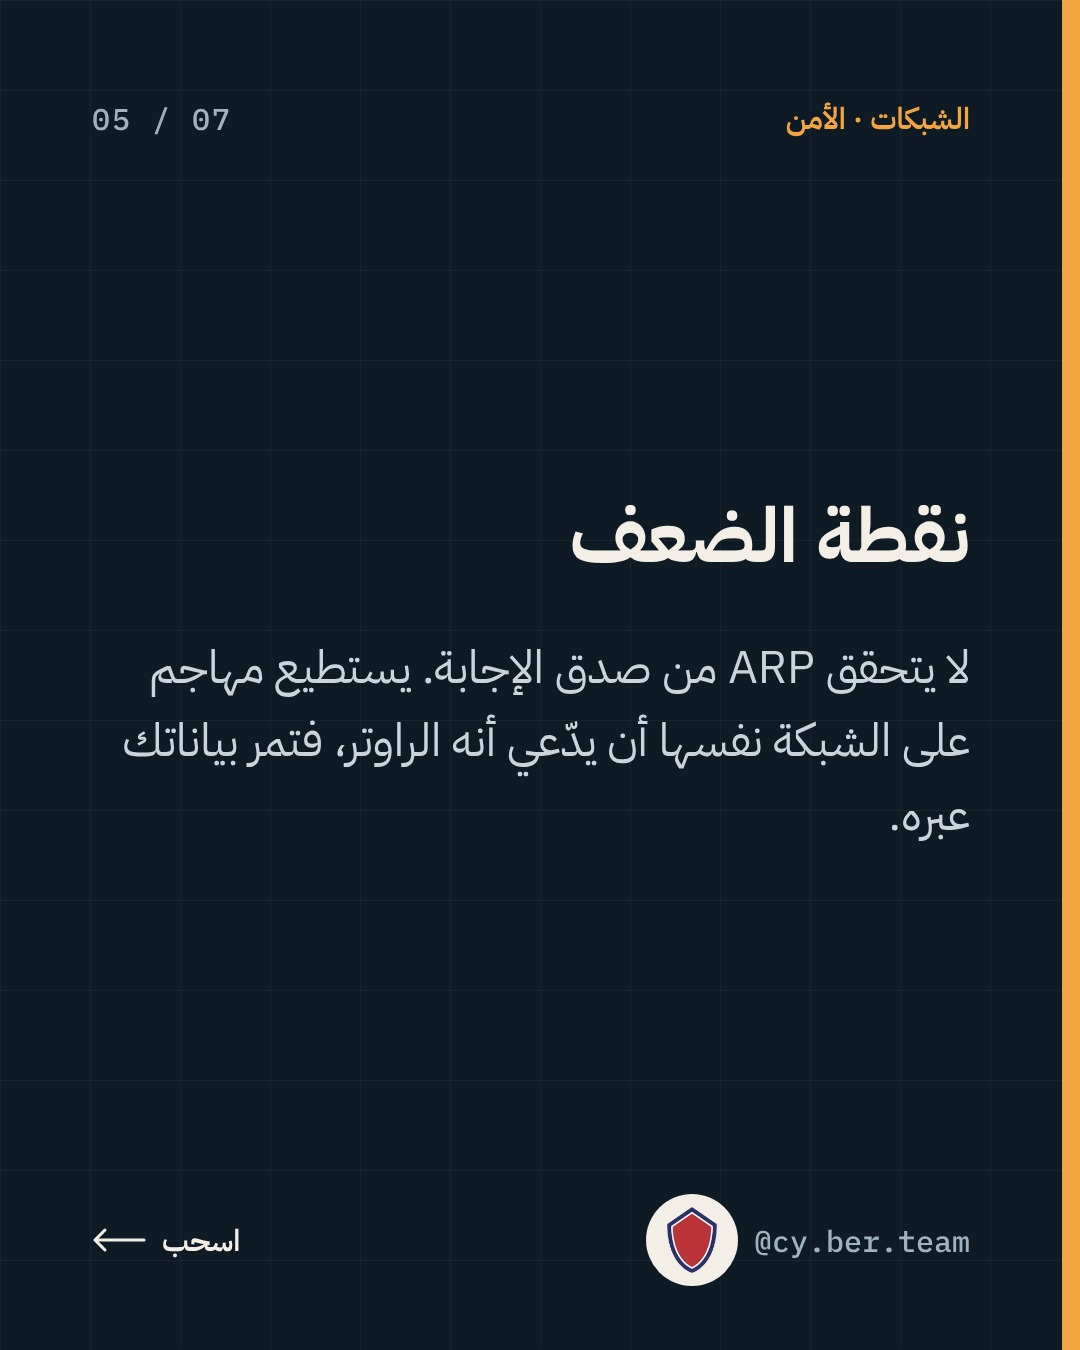 الشبكات · الأمن
05 / 07
نقطة الضعف
لا يتحقق ARP من صدق الإجابة. يستطيع مهاجم
على الشبكة نفسها أن يدّعي أنه الراوتر، فتمر بياناتك
عبره.
@cy.ber.team
اسحب ←